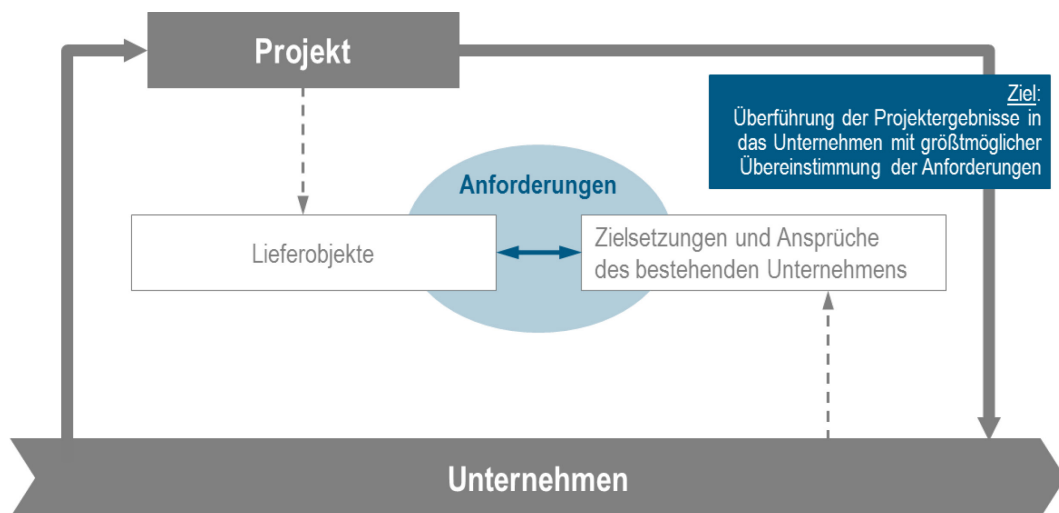 Projekt
Ziel:
Überführung der Projektergebnisse in
das Unternehmen mit größtmöglicher
Übereinstimmung der Anforderungen
Anforderungen
Lieferobjekte
Zielsetzungen und Ansprüche
des bestehenden Unternehmens
Unternehmen